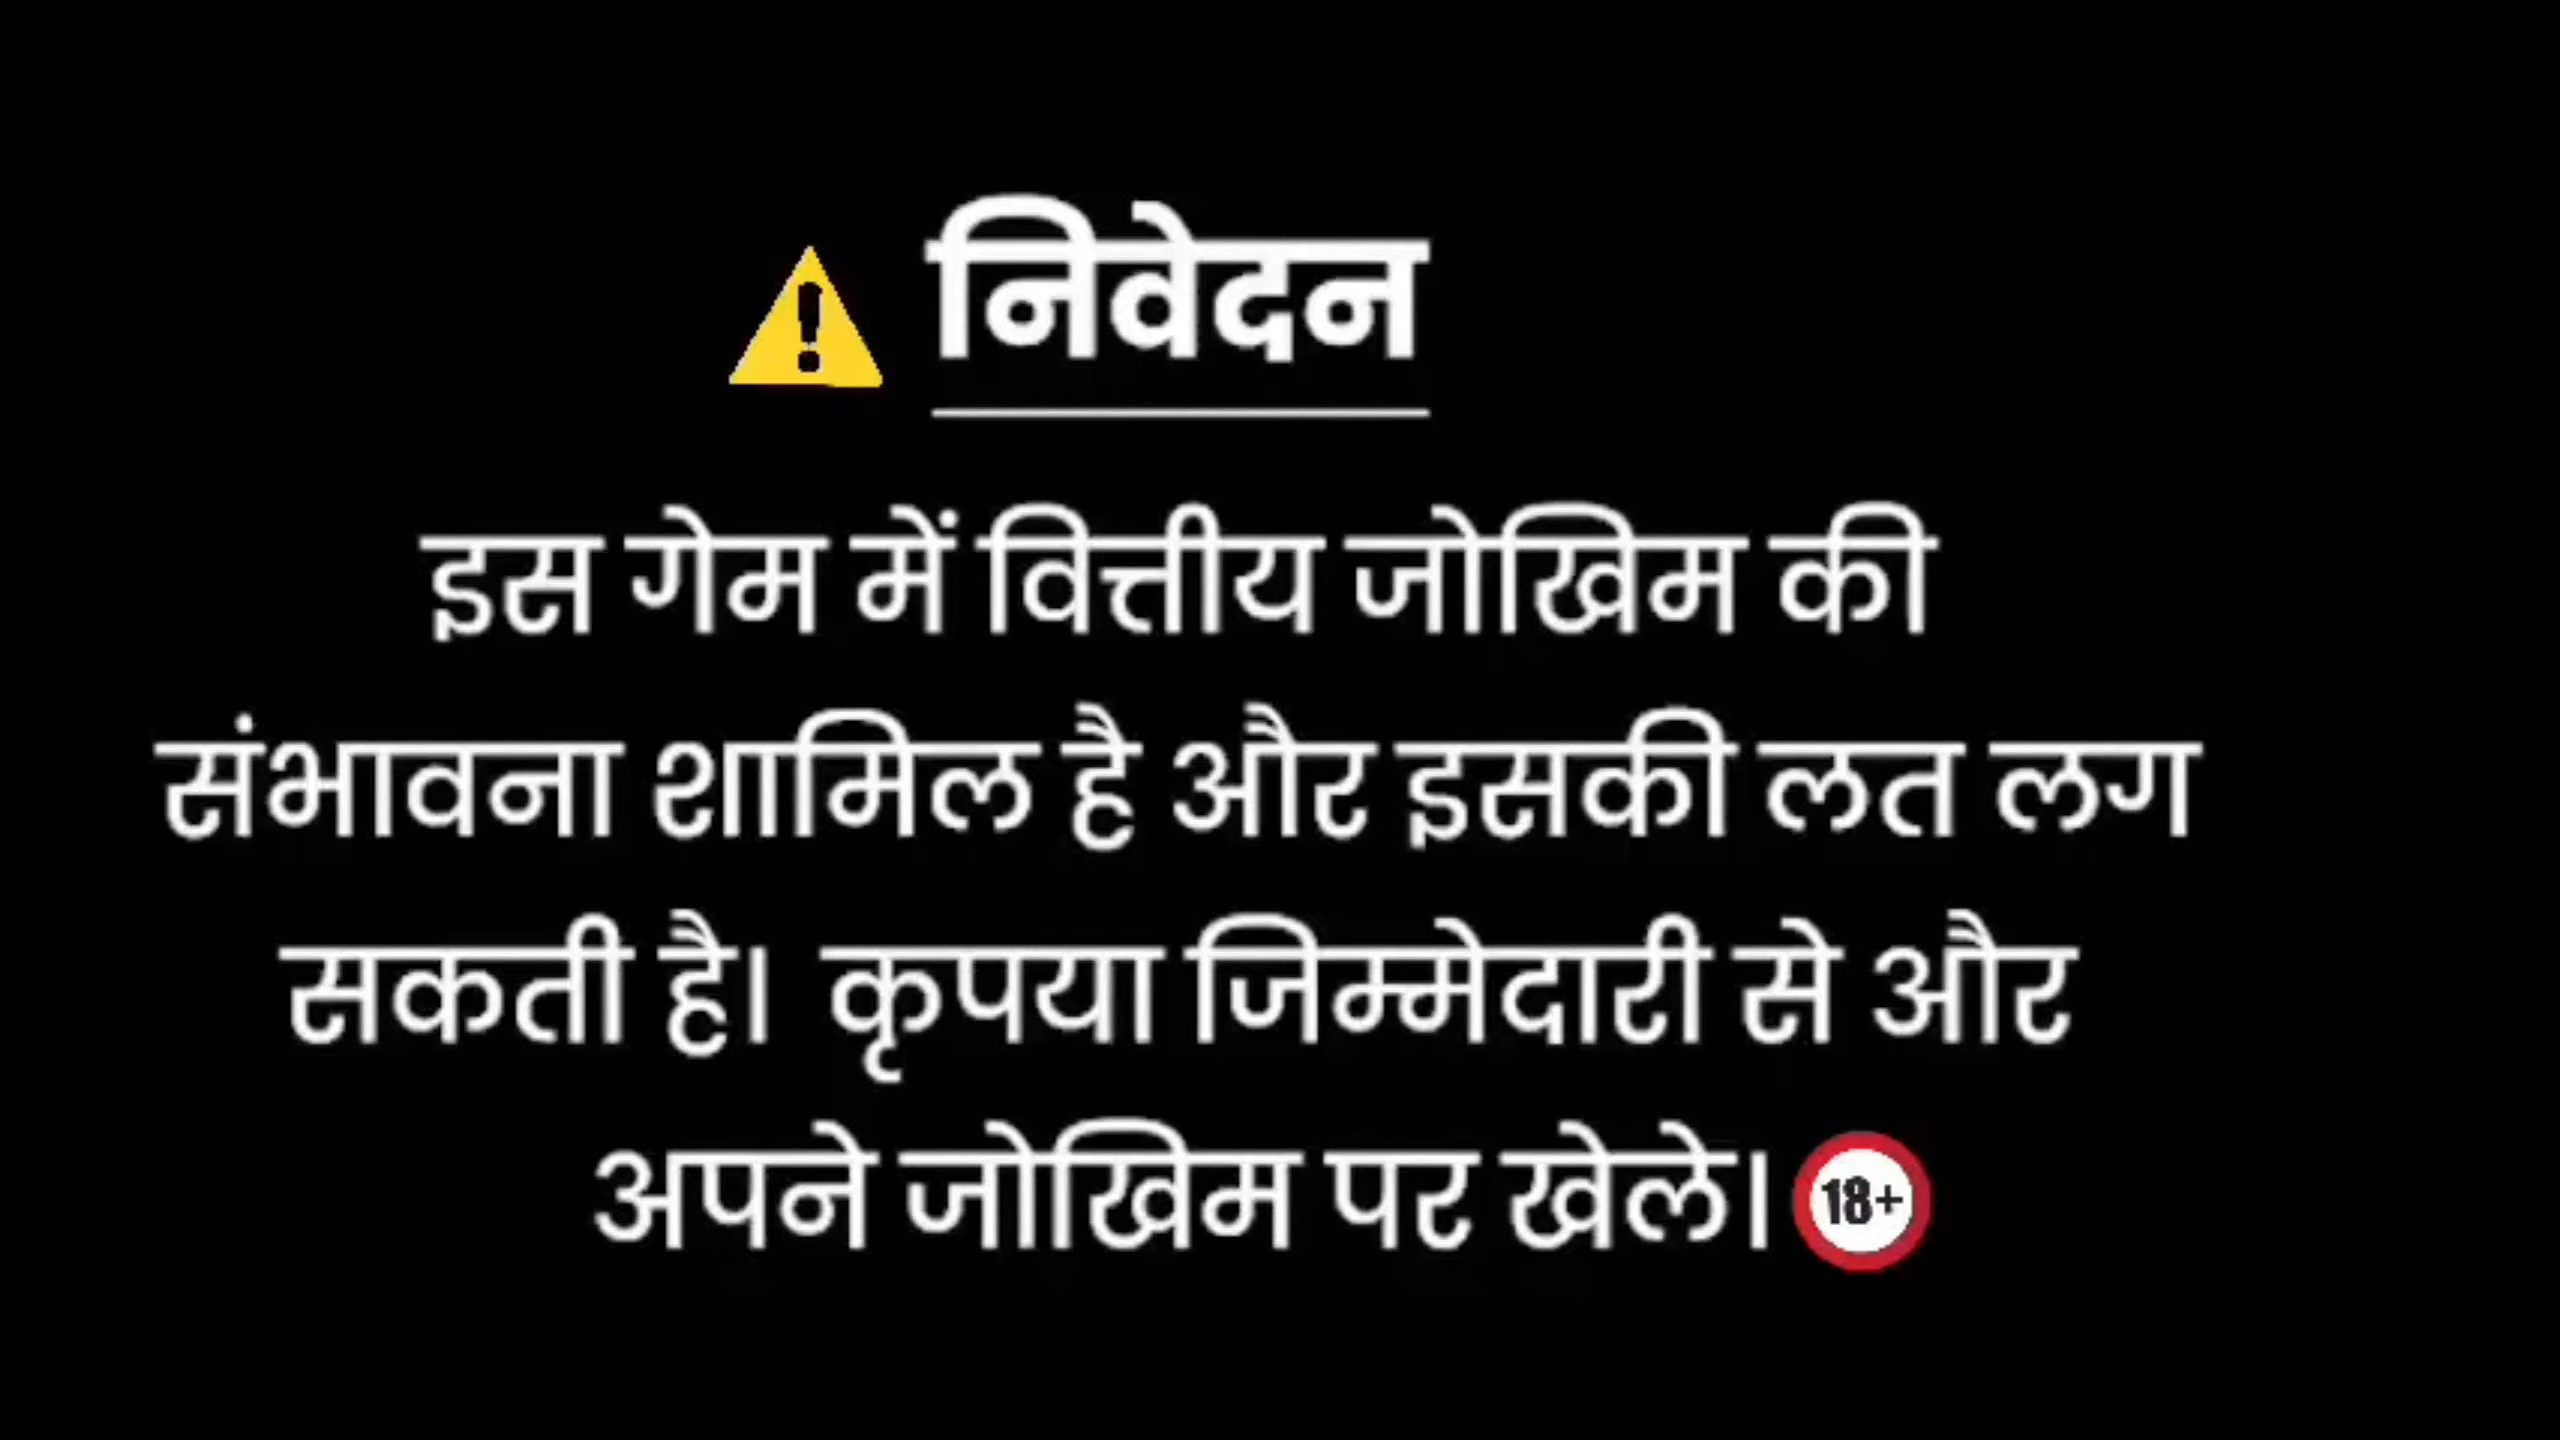 निवेदन
इस गेम में वित्तीय जोखिम की
संभावना शामिल है और इसकी लत लग
सकती है। कृपया जिम्मेदारी से और
अपने जोखिम पर खेले। 18+